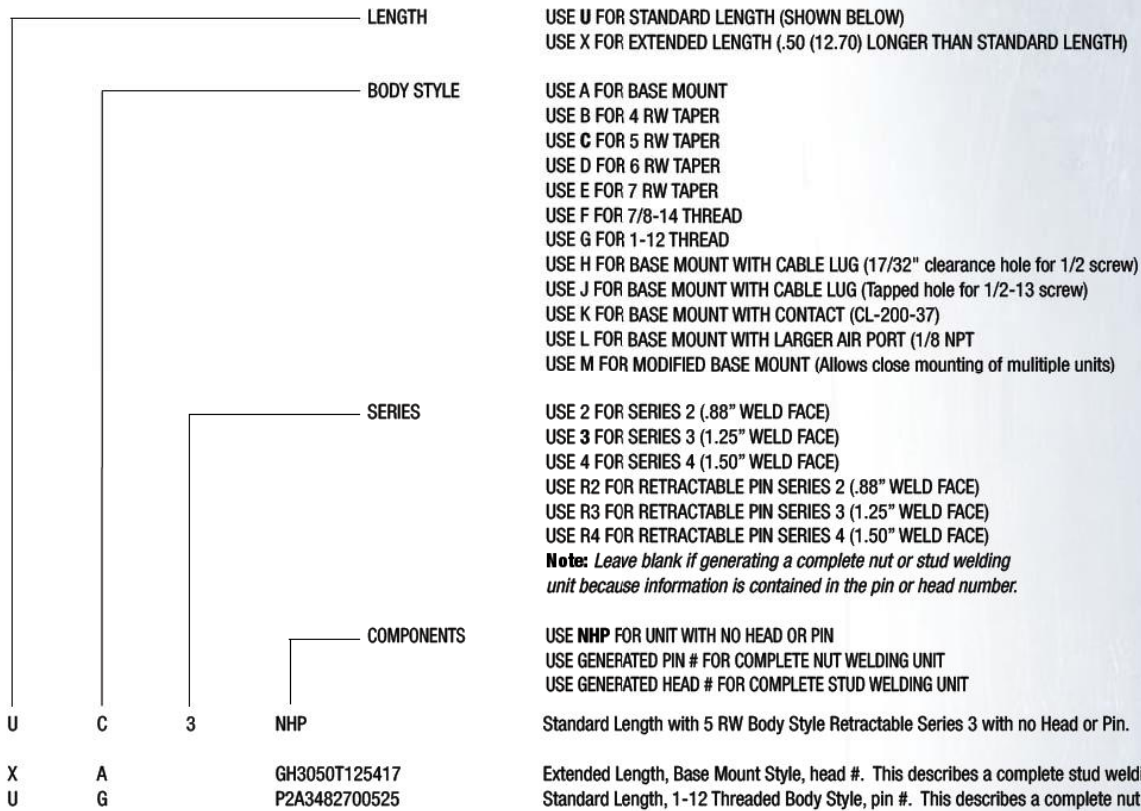 LENGTH USE U FOR STANDARD LENGTH (SHOWN BELOW)
USE X FOR EXTENDED LENGTH (.50 (12.70) LONGER THAN STANDARD LENGTH)
BODY STYLE USE A FOR BASE MOUNT
USE B FOR 4 RW TAPER
USE C FOR 5 RW TAPER
USE D FOR 6 RW TAPER
USE E FOR 7 RW TAPER
USE F FOR 7/8-14 THREAD
USE G FOR 1-12 THREAD
USE H FOR BASE MOUNT WITH CABLE LUG (17/32" clearance hole for 1/2 screw)
USE J FOR BASE MOUNT WITH CABLE LUG (Tapped hole for 1/2-13 screw)
USE K FOR BASE MOUNT WITH CONTACT (CL-200-37)
USE L FOR BASE MOUNT WITH LARGER AIR PORT (1/8 NPT
USE M FOR MODIFIED BASE MOUNT (Allows close mounting of mulitiple units)
SERIES USE 2 FOR SERIES 2 (.88” WELD FACE)
USE 3 FOR SERIES 3 (1.25” WELD FACE)
USE 4 FOR SERIES 4 (1.50” WELD FACE)
USE R2 FOR RETRACTABLE PIN SERIES 2 (.88” WELD FACE)
USE R3 FOR RETRACTABLE PIN SERIES 3 (1.25” WELD FACE)
USE R4 FOR RETRACTABLE PIN SERIES 4 (1.50” WELD FACE)
Note: Leave blank if generating a complete nut or stud welding
unit because information is contained in the pin or head number.
COMPONENTS USE NHP FOR UNIT WITH NO HEAD OR PIN
USE GENERATED PIN # FOR COMPLETE NUT WELDING UNIT
USE GENERATED HEAD # FOR COMPLETE STUD WELDING UNIT
U C 3 NHP Standard Length with 5 RW Body Style Retractable Series 3 with no Head or Pin.
X A GH3050T125417 Extended Length, Base Mount Style, head #. This describes a complete stud weldi
U G P2A3482700525 Standard Length, 1-12 Threaded Body Style, pin #. This describes a complete nut